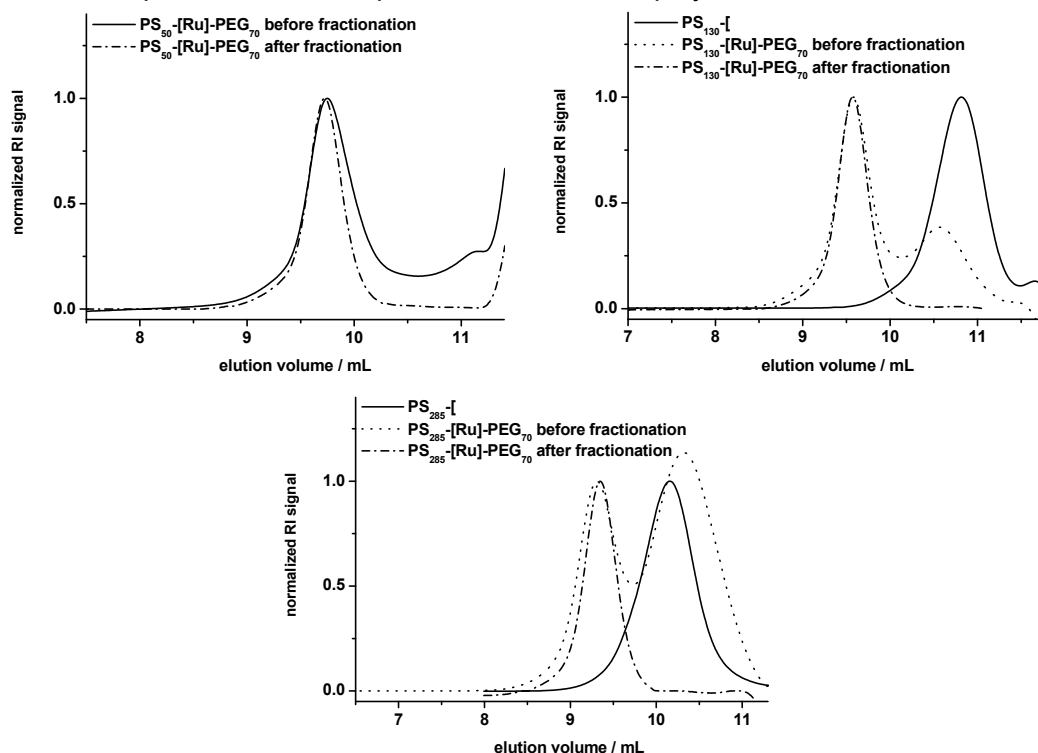 PS50-[Ru]-PEG70 before fractionation
PS50-[Ru]-PEG70 after fractionation
normalized RI signal
1.0
0.5
0.0
8 9 10 11
elution volume / mL
PS130-[
PS130-[Ru]-PEG70 before fractionation
PS130-[Ru]-PEG70 after fractionation
normalized RI signal
1.0
0.5
0.0
7 8 9 10 11
elution volume / mL
PS285-[
PS285-[Ru]-PEG70 before fractionation
PS285-[Ru]-PEG70 after fractionation
normalized RI signal
1.0
0.5
0.0
7 8 9 10 11
elution volume / mL